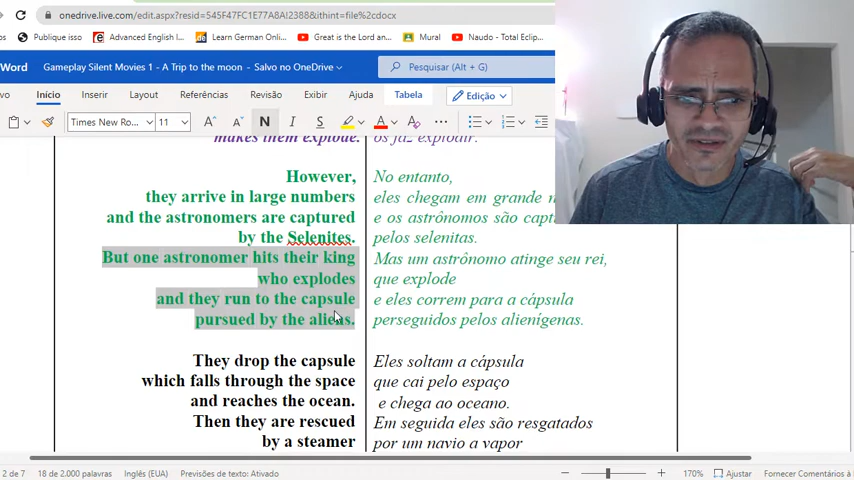 onedrive.live.com/edit.aspx?resid=545F47FC1E77A8A!2388&ithint=file%2cdocx
Publique isso
Advanced English I...
Learn German Onli...
Great is the Lord and...
Mural
Naudo - Total Eclip...
Word
Gameplay Silent Movies 1 - A Trip to the moon - Salvo no OneDrive
Pesquisar (Alt + G)
Início
Inserir
Layout
Referências
Revisão
Exibir
Ajuda
Tabela
Edição
Times New Ro...
11
N
I
S
makes them explode.
os faz explodir.
However,
No entanto,
they arrive in large numbers
eles chegam em grande
and the astronomers are captured
e os astrônomos são
by the Selenites.
pelos selenitas.
But one astronomer hits their king
Mas um astrônomo atinge seu rei,
who explodes
que explode
and they run to the capsule
e eles correm para a cápsula
pursued by the aliens.
perseguidos pelos alienígenas.
They drop the capsule
Eles soltam a cápsula
which falls through the space
que cai pelo espaço
and reaches the ocean.
e chega ao oceano.
Then they are rescued
Em seguida eles são resgatados
by a steamer
por um navio a vapor
2 de 7
18 de 2.000 palavras
Inglês (EUA)
Previsões de texto: Ativado
170%
Ajustar
Fornecer Comentários à